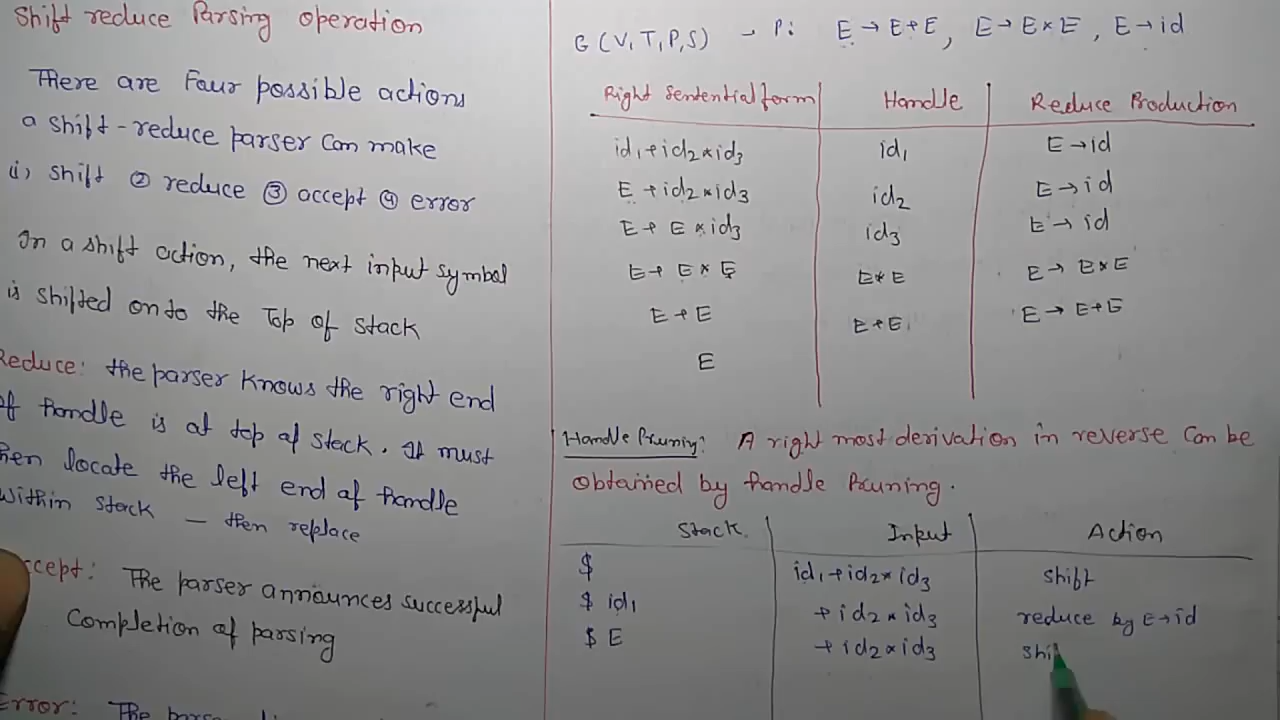 Shift reduce Parsing operation
There are Four possible actions
a shift-reduce parser Can make
(i) shift ② reduce ③ accept ④ error
In a shift action, the next input symbol
is shifted onto the Top of stack
Reduce: the parser knows the right end
of handle is at top of stack. It must
then locate the left end of handle
within stack — then replace
ccept: The parser announces successful
Completion of parsing
Error: The
G (V, T, P, S) → P: E → E+E, E → E*E, E → id
Right Sentential form Handle Reduce Production
id₁+id₂*id₃ id₁ E → id
E +id₂*id₃ id₂ E → id
E+ E *id₃ id₃ E → id
E+ E * E E*E E → E*E
E + E E+E E → E+E
E
Handle Pruning: A right most derivation in reverse Can be
Obtained by handle Pruning.
Stack Input Action
$ id₁+id₂*id₃ shift
$ id₁ +id₂*id₃ reduce by E→id
$ E +id₂*id₃ shi